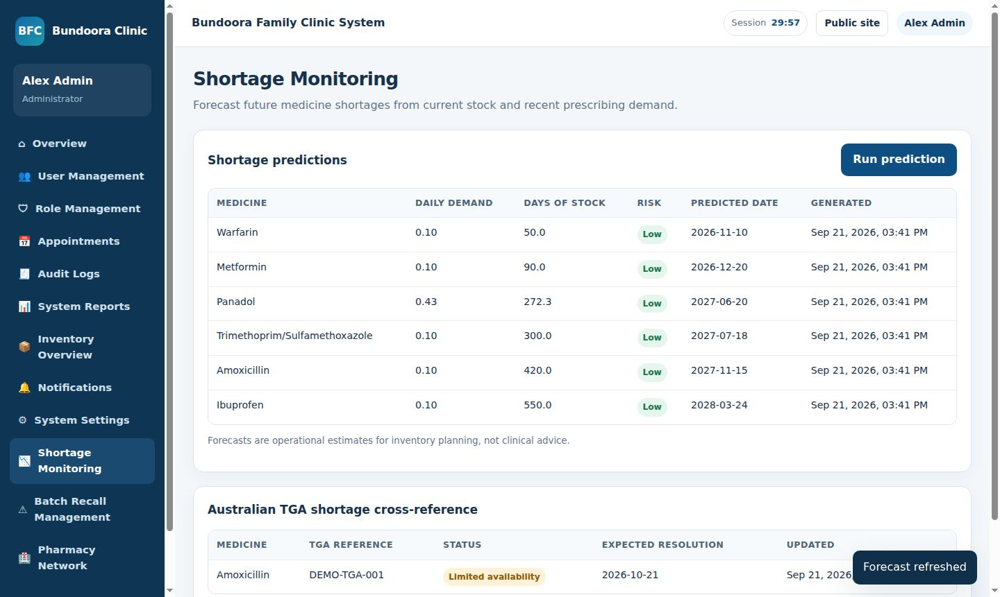 BFC Bundoora Clinic
Alex Admin
Administrator
Overview
User Management
Role Management
Appointments
Audit Logs
System Reports
Inventory
Overview
Notifications
System Settings
Shortage
Monitoring
Batch Recall
Management
Pharmacy
Network
Bundoora Family Clinic System
Session 29:57
Public site
Alex Admin
Shortage Monitoring
Forecast future medicine shortages from current stock and recent prescribing demand.
Shortage predictions
Run prediction
MEDICINE DAILY DEMAND DAYS OF STOCK RISK PREDICTED DATE GENERATED
Warfarin 0.10 50.0 Low 2026-11-10 Sep 21, 2026, 03:41 PM
Metformin 0.10 90.0 Low 2026-12-20 Sep 21, 2026, 03:41 PM
Panadol 0.43 272.3 Low 2027-06-20 Sep 21, 2026, 03:41 PM
Trimethoprim/Sulfamethoxazole 0.10 300.0 Low 2027-07-18 Sep 21, 2026, 03:41 PM
Amoxicillin 0.10 420.0 Low 2027-11-15 Sep 21, 2026, 03:41 PM
Ibuprofen 0.10 550.0 Low 2028-03-24 Sep 21, 2026, 03:41 PM
Forecasts are operational estimates for inventory planning, not clinical advice.
Australian TGA shortage cross-reference
MEDICINE TGA REFERENCE STATUS EXPECTED RESOLUTION UPDATED
Amoxicillin DEMO-TGA-001 Limited availability 2026-10-21 Sep 21, 2026,
Forecast refreshed